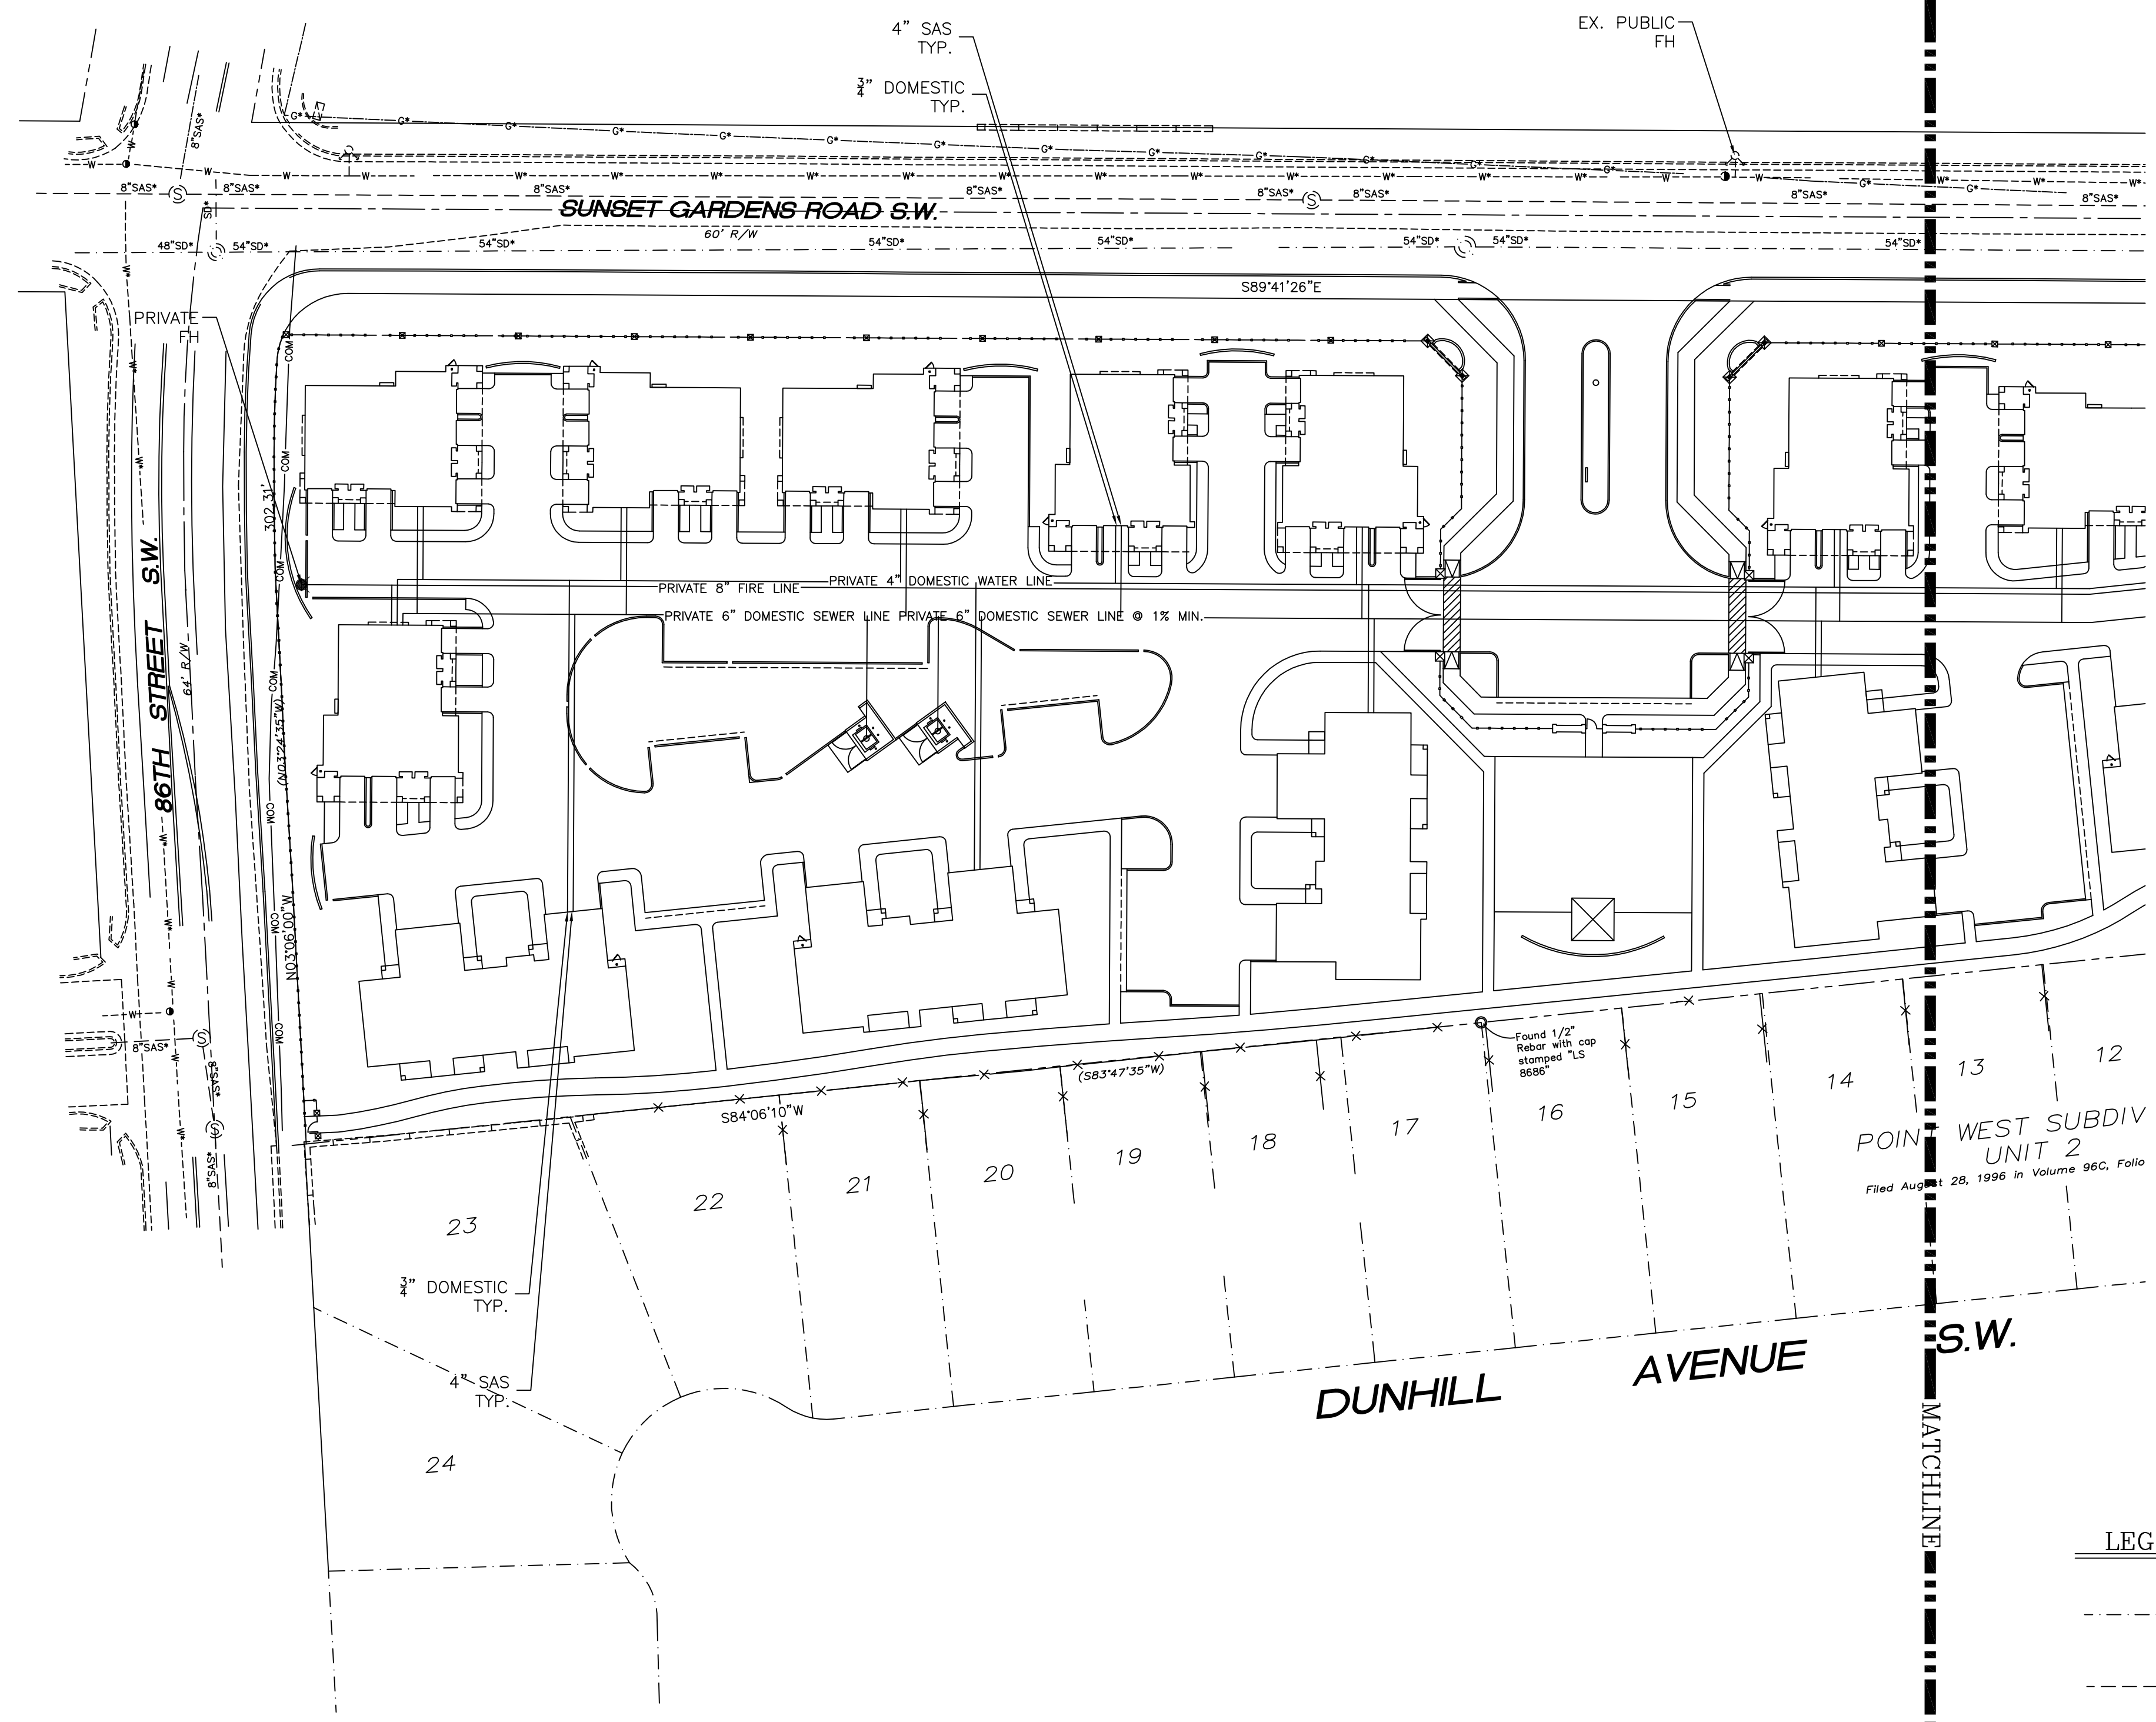 4" SAS
TYP.
¾" DOMESTIC
TYP.
EX. PUBLIC
FH
G* G* G* G* G* G* G* G* G* G* G* G* G* G* G* G*
W W W W W W* W* W* W* W* W* W* W* W* W* W* W* W W W W* W* W*
8"SAS*
8"SAS* 8"SAS* 8"SAS* 8"SAS* 8"SAS* 8"SAS* 8"SAS* 8"SAS*
SD*
SUNSET GARDENS ROAD S.W.
60' R/W
48"SD* 54"SD* 54"SD* 54"SD* 54"SD* 54"SD* 54"SD* 54"SD*
S89°41'26"E
PRIVATE
FH
COM
COM
COM
COM
COM
COM
COM
302.31'
86TH STREET S.W.
64' R/W
(N03°24'35"W)
N03°06'00"W
PRIVATE 8" FIRE LINE
PRIVATE 4" DOMESTIC WATER LINE
PRIVATE 6" DOMESTIC SEWER LINE PRIVATE 6" DOMESTIC SEWER LINE @ 1% MIN.
W* W* W* W* W W W* W
8"SAS*
8"SAS*
8"SAS*
S
S
S
S
Found 1/2"
Rebar with cap
stamped "LS
8686"
(S83°47'35"W)
S84°06'10"W
12
13
14
15
16
17
18
19
20
21
22
23
24
POINT WEST SUBDIV
UNIT 2
Filed August 28, 1996 in Volume 96C, Folio
¾" DOMESTIC
TYP.
4" SAS
TYP.
DUNHILL AVENUE S.W.
MATCHLINE
LEG